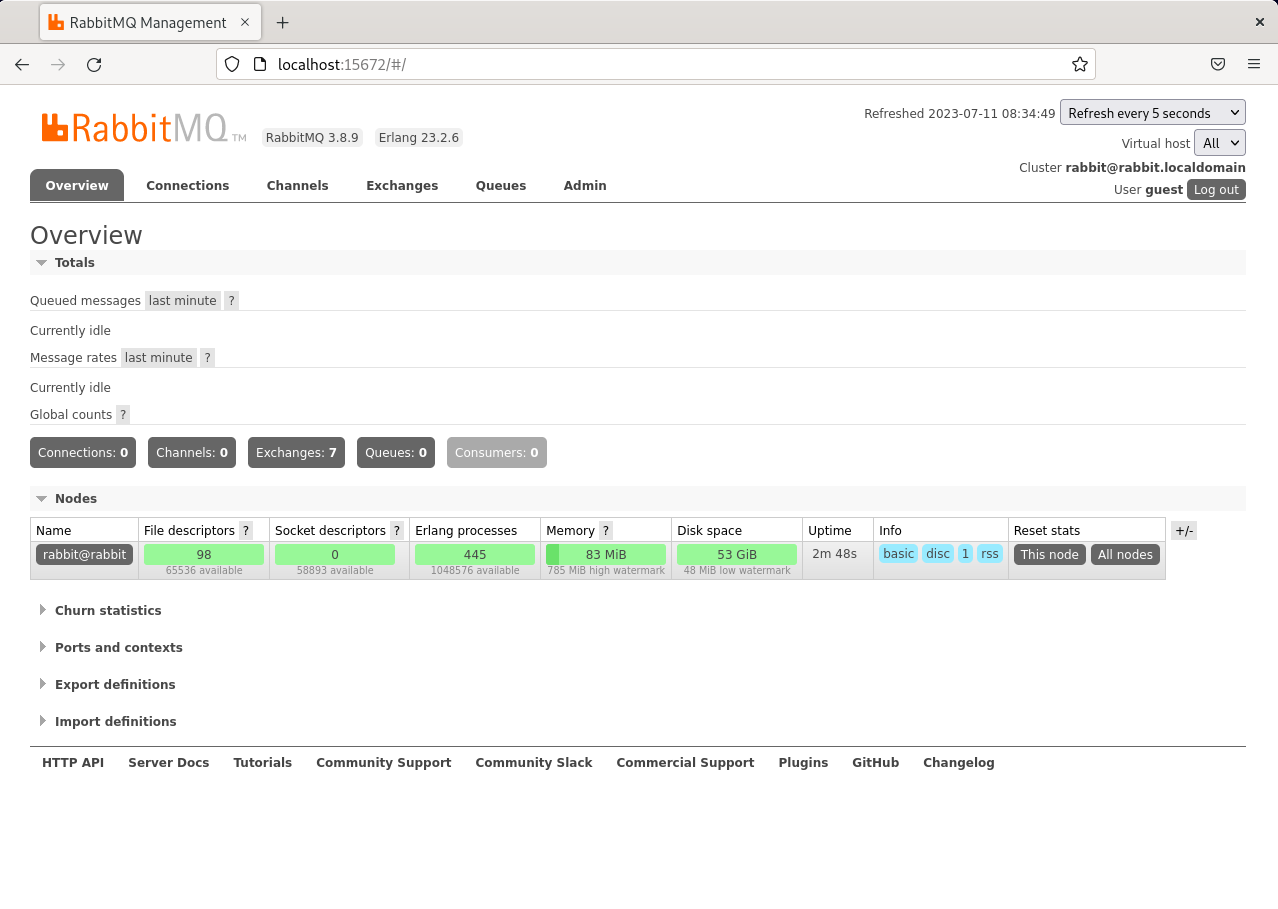 RabbitMQ Management
localhost:15672/#/
RabbitMQ TM RabbitMQ 3.8.9 Erlang 23.2.6
Refreshed 2023-07-11 08:34:49 Refresh every 5 seconds
Virtual host All
Cluster rabbit@rabbit.localdomain
User guest Log out
Overview Connections Channels Exchanges Queues Admin
Overview
Totals
Queued messages last minute ?
Currently idle
Message rates last minute ?
Currently idle
Global counts ?
Connections: 0 Channels: 0 Exchanges: 7 Queues: 0 Consumers: 0
Nodes
Name File descriptors ? Socket descriptors ? Erlang processes Memory ? Disk space Uptime Info Reset stats +/-
rabbit@rabbit 98 0 445 83 MiB 53 GiB 2m 48s basic disc 1 rss This node All nodes
65536 available 58893 available 1048576 available 785 MiB high watermark 48 MiB low watermark
Churn statistics
Ports and contexts
Export definitions
Import definitions
HTTP API Server Docs Tutorials Community Support Community Slack Commercial Support Plugins GitHub Changelog